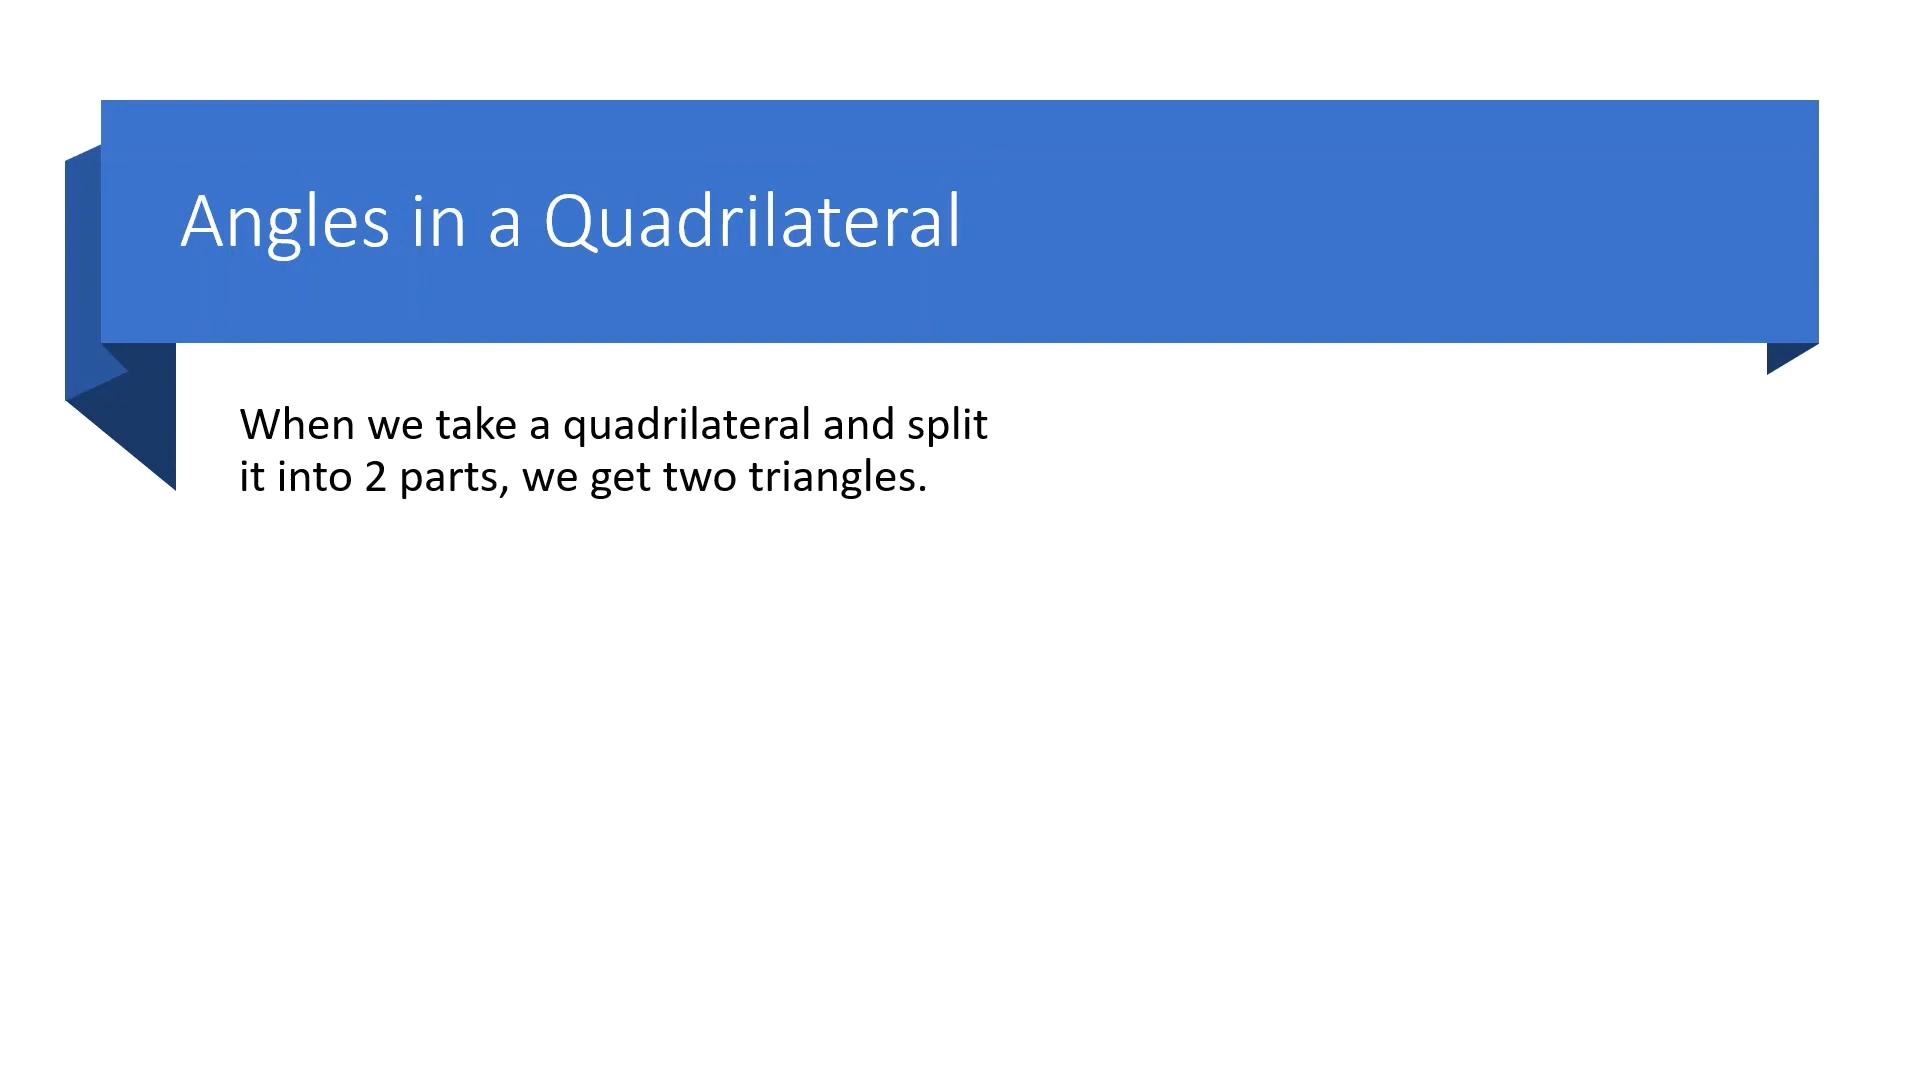 Angles in a Quadrilateral
When we take a quadrilateral and split
it into 2 parts, we get two triangles.